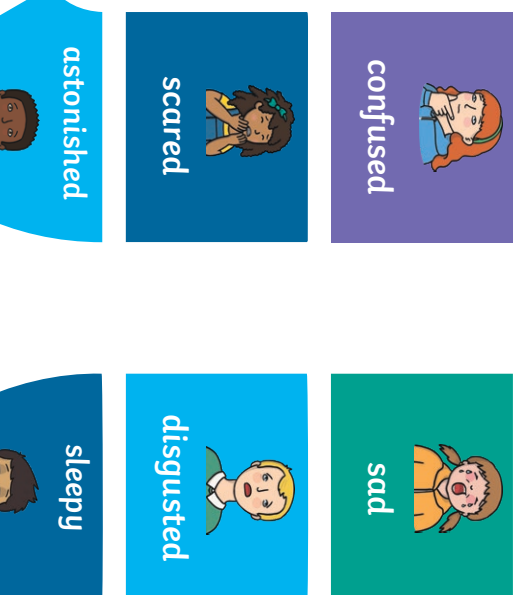 confused
sad
scared
disgusted
astonished
sleepy